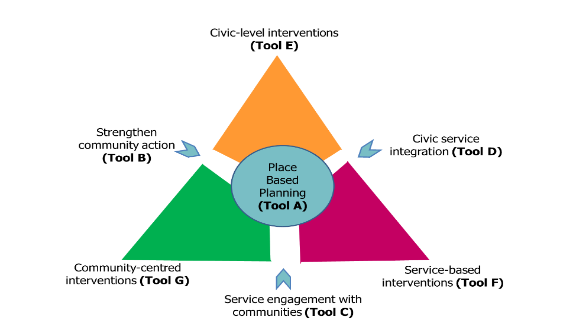 Civic-level interventions
(Tool E)
Strengthen
community action
(Tool B)
Civic service
integration (Tool D)
Place
Based
Planning
(Tool A)
Community-centred
interventions (Tool G)
Service-based
interventions (Tool F)
Service engagement with
communities (Tool C)